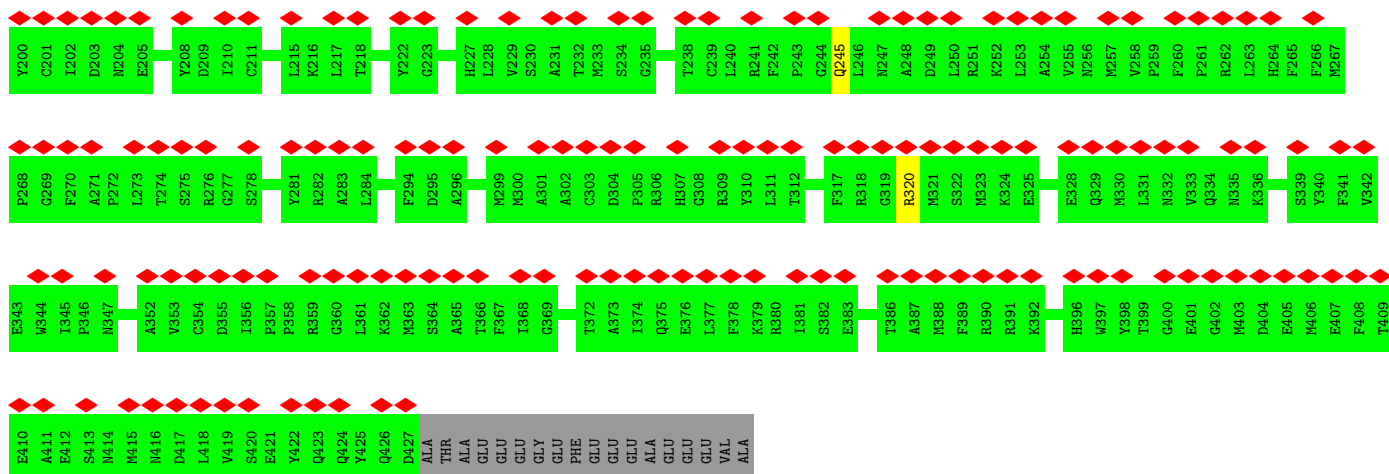 Y200 C201 I202 D203 N204 E205 Y208 D209 I210 C211 L215 K216 L217 T218 Y222 G223 H227 L228 V229 S230 A231 T232 M233 S234 G235 T238 C239 L240 R241 F242 P243 G244 Q245 L246 N247 A248 D249 L250 R251 K252 L253 A254 V255 N256 M257 V258 P259 F260 P261 R262 L263 H264 F265 F266 M267
P268 G269 F270 A271 P272 L273 T274 S275 R276 G277 S278 Y281 R282 A283 L284 F294 D295 A296 M299 M300 A301 A302 C303 D304 P305 R306 H307 G308 R309 Y310 L311 T312 F317 R318 G319 R320 M321 S322 M323 K324 E325 E328 Q329 M330 L331 N332 V333 Q334 N335 K336 S339 Y340 F341 V342
E343 W344 I345 P346 N347 A352 V353 C354 D355 I356 P357 P358 R359 G360 L361 K362 M363 S364 A365 T366 F367 I368 G369 T372 A373 I374 Q375 E376 L377 F378 K379 R380 I381 S382 E383 T386 A387 M388 F389 R390 R391 K392 H396 W397 Y398 T399 G400 E401 G402 M403 D404 E405 M406 E407 F408 T409
E410 A411 E412 S413 N414 M415 N416 D417 L418 V419 S420 E421 Y422 Q423 Q424 Y425 Q426 D427 ALA THR ALA GLU GLU GLU GLY GLU PHE GLU GLU GLU ALA GLU GLU GLU VAL ALA